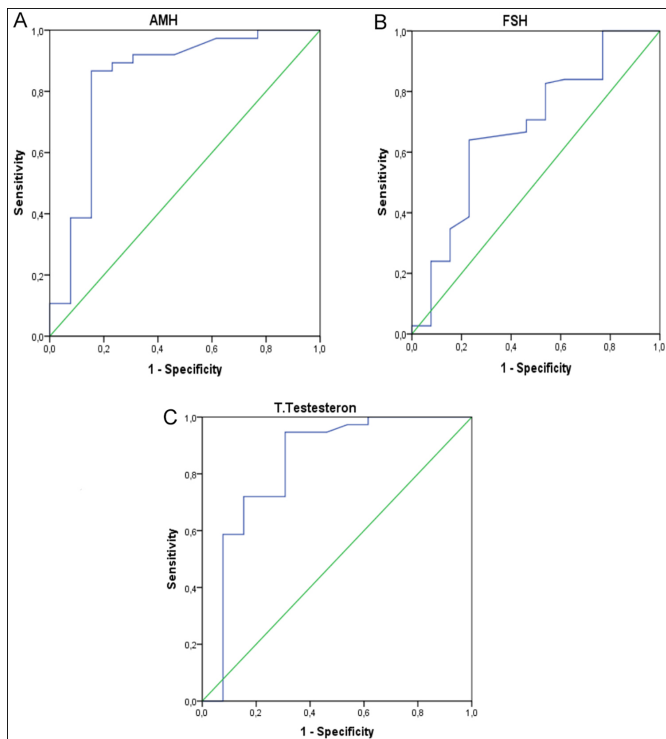 A
AMH
1,0
0,8
0,6
0,4
0,2
0,0
Sensitivity
0,0 0,2 0,4 0,6 0,8 1,0
1 - Specificity
B
FSH
1,0
0,8
0,6
0,4
0,2
0,0
Sensitivity
0,0 0,2 0,4 0,6 0,8 1,0
1 - Specificity
C
T.Testesteron
1,0
0,8
0,6
0,4
0,2
0,0
Sensitivity
0,0 0,2 0,4 0,6 0,8 1,0
1 - Specificity